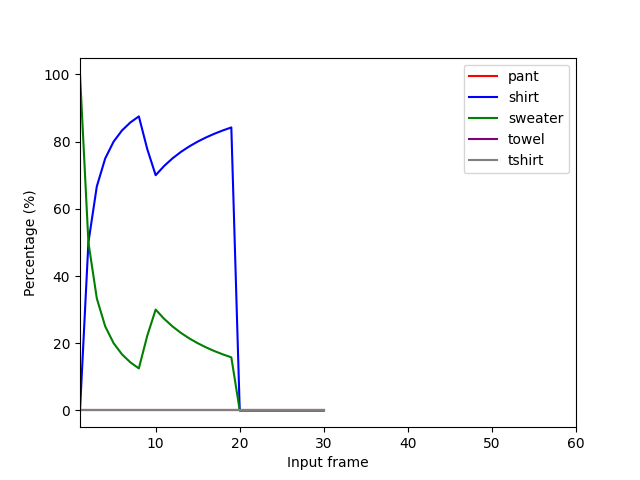 100
80
60
40
20
0
Percentage (%)
10 20 30 40 50 60
Input frame
pant
shirt
sweater
towel
tshirt